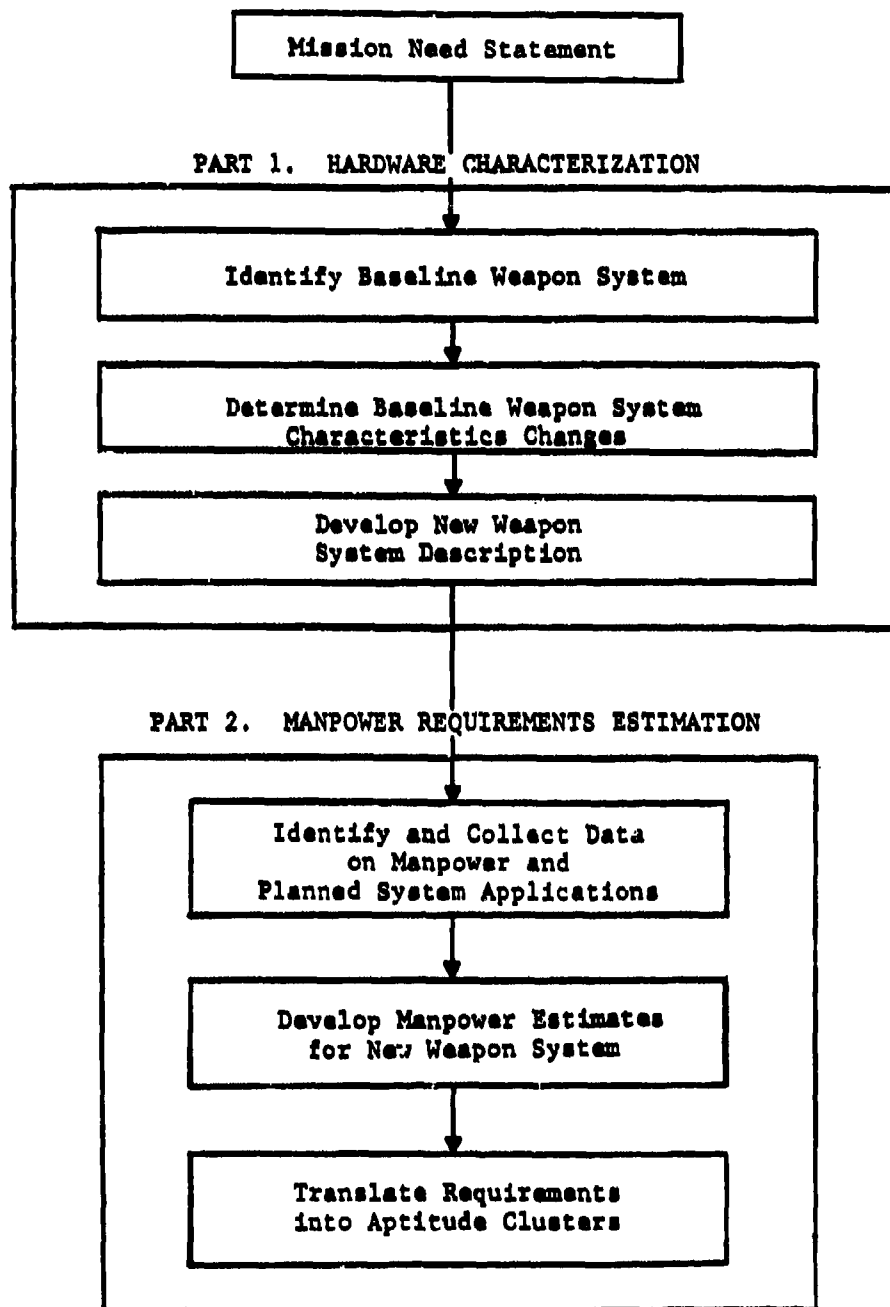 Mission Need Statement
PART 1. HARDWARE CHARACTERIZATION
Identify Baseline Weapon System
Determine Baseline Weapon System
Characteristics Changes
Develop New Weapon
System Description
PART 2. MANPOWER REQUIREMENTS ESTIMATION
Identify and Collect Data
on Manpower and
Planned System Applications
Develop Manpower Estimates
for New Weapon System
Translate Requirements
into Aptitude Clusters